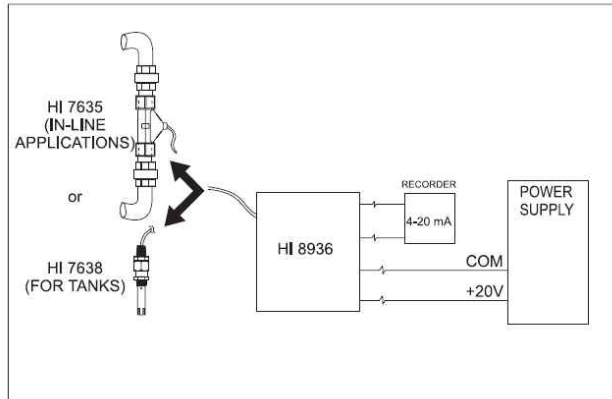 HI 7635
(IN-LINE
APPLICATIONS)
or
HI 7638
(FOR TANKS)
HI 8936
RECORDER
4-20 mA
COM
+20V
POWER
SUPPLY